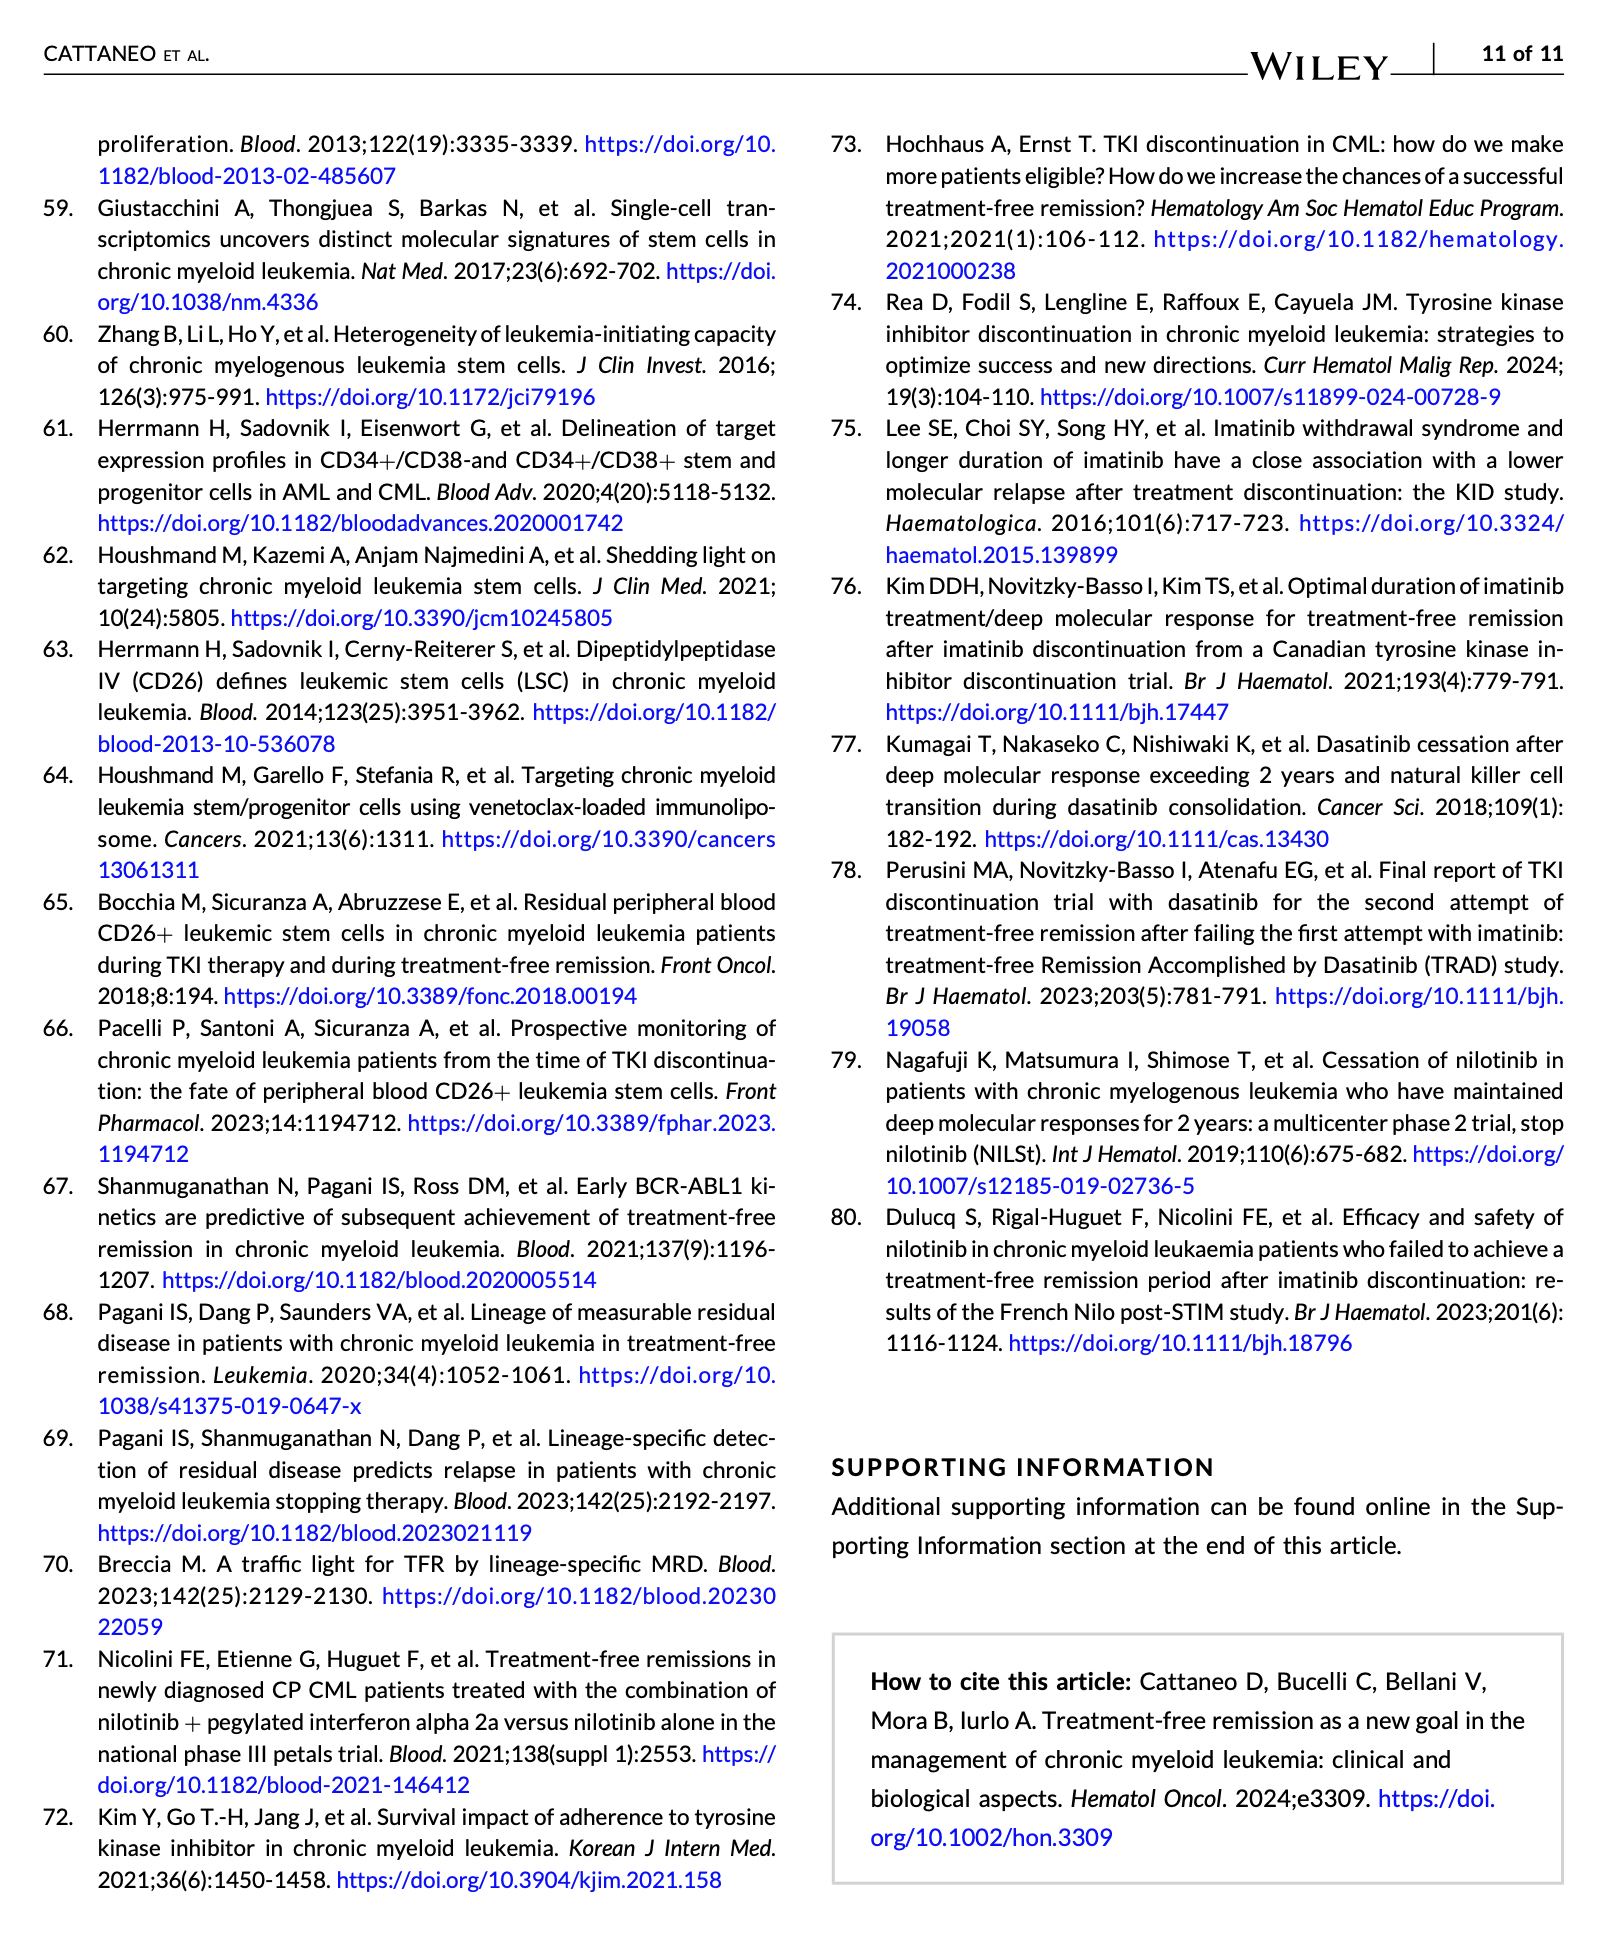 CATTANEO ET AL.
WILEY
11 of 11
proliferation. Blood. 2013;122(19):3335-3339. https://doi.org/10.
1182/blood-2013-02-485607
59. Giustacchini A, Thongjuea S, Barkas N, et al. Single-cell tran-
scriptomics uncovers distinct molecular signatures of stem cells in
chronic myeloid leukemia. Nat Med. 2017;23(6):692-702. https://doi.
org/10.1038/nm.4336
60. Zhang B, Li L, Ho Y, et al. Heterogeneity of leukemia-initiating capacity
of chronic myelogenous leukemia stem cells. J Clin Invest. 2016;
126(3):975-991. https://doi.org/10.1172/jci79196
61. Herrmann H, Sadovnik I, Eisenwort G, et al. Delineation of target
expression profiles in CD34+/CD38-and CD34+/CD38+ stem and
progenitor cells in AML and CML. Blood Adv. 2020;4(20):5118-5132.
https://doi.org/10.1182/bloodadvances.2020001742
62. Houshmand M, Kazemi A, Anjam Najmedini A, et al. Shedding light on
targeting chronic myeloid leukemia stem cells. J Clin Med. 2021;
10(24):5805. https://doi.org/10.3390/jcm10245805
63. Herrmann H, Sadovnik I, Cerny-Reiterer S, et al. Dipeptidylpeptidase
IV (CD26) defines leukemic stem cells (LSC) in chronic myeloid
leukemia. Blood. 2014;123(25):3951-3962. https://doi.org/10.1182/
blood-2013-10-536078
64. Houshmand M, Garello F, Stefania R, et al. Targeting chronic myeloid
leukemia stem/progenitor cells using venetoclax-loaded immunolipo-
some. Cancers. 2021;13(6):1311. https://doi.org/10.3390/cancers
13061311
65. Bocchia M, Sicuranza A, Abruzzese E, et al. Residual peripheral blood
CD26+ leukemic stem cells in chronic myeloid leukemia patients
during TKI therapy and during treatment-free remission. Front Oncol.
2018;8:194. https://doi.org/10.3389/fonc.2018.00194
66. Pacelli P, Santoni A, Sicuranza A, et al. Prospective monitoring of
chronic myeloid leukemia patients from the time of TKI discontinua-
tion: the fate of peripheral blood CD26+ leukemia stem cells. Front
Pharmacol. 2023;14:1194712. https://doi.org/10.3389/fphar.2023.
1194712
67. Shanmuganathan N, Pagani IS, Ross DM, et al. Early BCR-ABL1 ki-
netics are predictive of subsequent achievement of treatment-free
remission in chronic myeloid leukemia. Blood. 2021;137(9):1196-
1207. https://doi.org/10.1182/blood.2020005514
68. Pagani IS, Dang P, Saunders VA, et al. Lineage of measurable residual
disease in patients with chronic myeloid leukemia in treatment-free
remission. Leukemia. 2020;34(4):1052-1061. https://doi.org/10.
1038/s41375-019-0647-x
69. Pagani IS, Shanmuganathan N, Dang P, et al. Lineage-specific detec-
tion of residual disease predicts relapse in patients with chronic
myeloid leukemia stopping therapy. Blood. 2023;142(25):2192-2197.
https://doi.org/10.1182/blood.2023021119
70. Breccia M. A traffic light for TFR by lineage-specific MRD. Blood.
2023;142(25):2129-2130. https://doi.org/10.1182/blood.20230
22059
71. Nicolini FE, Etienne G, Huguet F, et al. Treatment-free remissions in
newly diagnosed CP CML patients treated with the combination of
nilotinib + pegylated interferon alpha 2a versus nilotinib alone in the
national phase III petals trial. Blood. 2021;138(suppl 1):2553. https://
doi.org/10.1182/blood-2021-146412
72. Kim Y, Go T.-H, Jang J, et al. Survival impact of adherence to tyrosine
kinase inhibitor in chronic myeloid leukemia. Korean J Intern Med.
2021;36(6):1450-1458. https://doi.org/10.3904/kjim.2021.158
73. Hochhaus A, Ernst T. TKI discontinuation in CML: how do we make
more patients eligible? How do we increase the chances of a successful
treatment-free remission? Hematology Am Soc Hematol Educ Program.
2021;2021(1):106-112. https://doi.org/10.1182/hematology.
2021000238
74. Rea D, Fodil S, Lengline E, Raffoux E, Cayuela JM. Tyrosine kinase
inhibitor discontinuation in chronic myeloid leukemia: strategies to
optimize success and new directions. Curr Hematol Malig Rep. 2024;
19(3):104-110. https://doi.org/10.1007/s11899-024-00728-9
75. Lee SE, Choi SY, Song HY, et al. Imatinib withdrawal syndrome and
longer duration of imatinib have a close association with a lower
molecular relapse after treatment discontinuation: the KID study.
Haematologica. 2016;101(6):717-723. https://doi.org/10.3324/
haematol.2015.139899
76. Kim DDH, Novitzky-Basso I, Kim TS, et al. Optimal duration of imatinib
treatment/deep molecular response for treatment-free remission
after imatinib discontinuation from a Canadian tyrosine kinase in-
hibitor discontinuation trial. Br J Haematol. 2021;193(4):779-791.
https://doi.org/10.1111/bjh.17447
77. Kumagai T, Nakaseko C, Nishiwaki K, et al. Dasatinib cessation after
deep molecular response exceeding 2 years and natural killer cell
transition during dasatinib consolidation. Cancer Sci. 2018;109(1):
182-192. https://doi.org/10.1111/cas.13430
78. Perusini MA, Novitzky-Basso I, Atenafu EG, et al. Final report of TKI
discontinuation trial with dasatinib for the second attempt of
treatment-free remission after failing the first attempt with imatinib:
treatment-free Remission Accomplished by Dasatinib (TRAD) study.
Br J Haematol. 2023;203(5):781-791. https://doi.org/10.1111/bjh.
19058
79. Nagafuji K, Matsumura I, Shimose T, et al. Cessation of nilotinib in
patients with chronic myelogenous leukemia who have maintained
deep molecular responses for 2 years: a multicenter phase 2 trial, stop
nilotinib (NILSt). Int J Hematol. 2019;110(6):675-682. https://doi.org/
10.1007/s12185-019-02736-5
80. Dulucq S, Rigal-Huguet F, Nicolini FE, et al. Efficacy and safety of
nilotinib in chronic myeloid leukaemia patients who failed to achieve a
treatment-free remission period after imatinib discontinuation: re-
sults of the French Nilo post-STIM study. Br J Haematol. 2023;201(6):
1116-1124. https://doi.org/10.1111/bjh.18796
SUPPORTING INFORMATION
Additional supporting information can be found online in the Sup-
porting Information section at the end of this article.
How to cite this article: Cattaneo D, Bucelli C, Bellani V,
Mora B, Iurlo A. Treatment-free remission as a new goal in the
management of chronic myeloid leukemia: clinical and
biological aspects. Hematol Oncol. 2024;e3309. https://doi.
org/10.1002/hon.3309